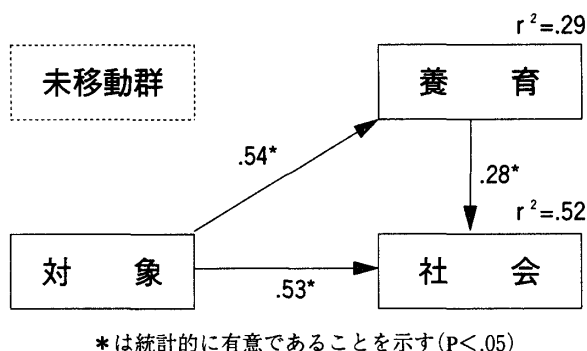 r²=.29
未移動群
養 育
.54*
.28*
r²=.52
対 象
社 会
.53*
*は統計的に有意であることを示す(P<.05)